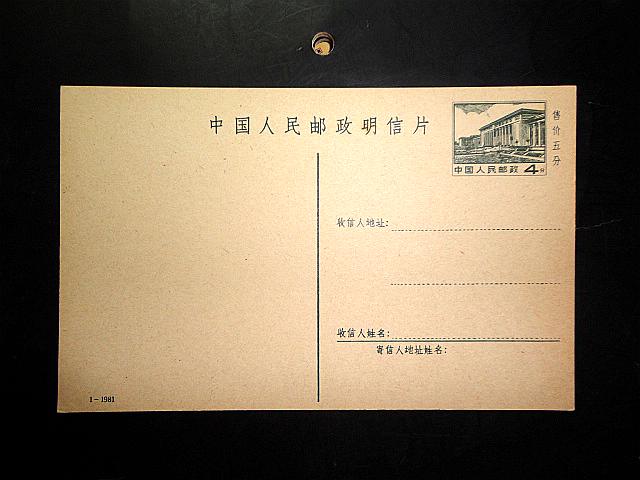 中国人民邮政明信片
中国人民邮政 4分
售价五分
收信人地址:
收信人姓名:
寄信人地址姓名:
1-1981